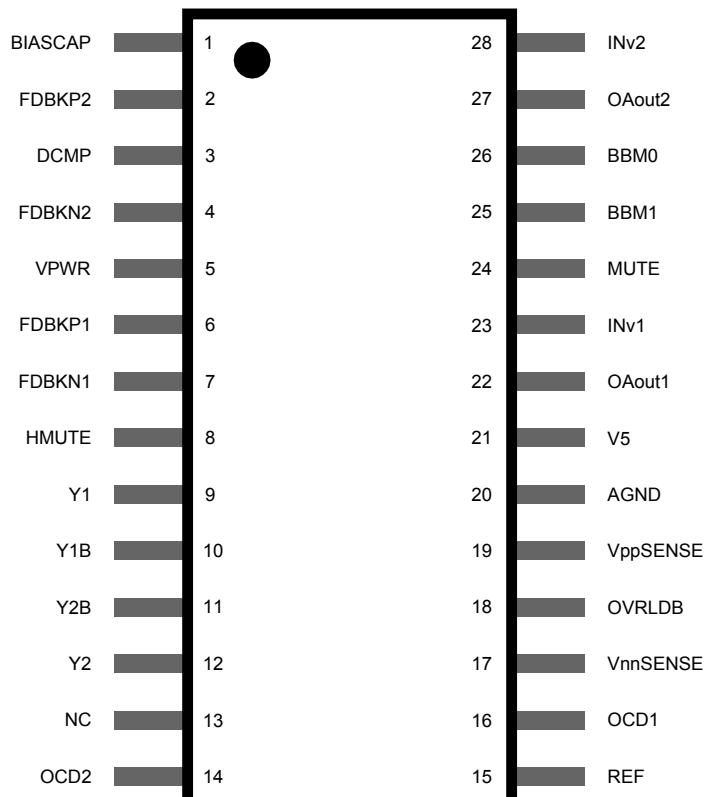 BIASCAP 1 28 INv2
FDBKP2 2 27 OAout2
DCMP 3 26 BBM0
FDBKN2 4 25 BBM1
VPWR 5 24 MUTE
FDBKP1 6 23 INv1
FDBKN1 7 22 OAout1
HMUTE 8 21 V5
Y1 9 20 AGND
Y1B 10 19 VppSENSE
Y2B 11 18 OVRLDB
Y2 12 17 VnnSENSE
NC 13 16 OCD1
OCD2 14 15 REF